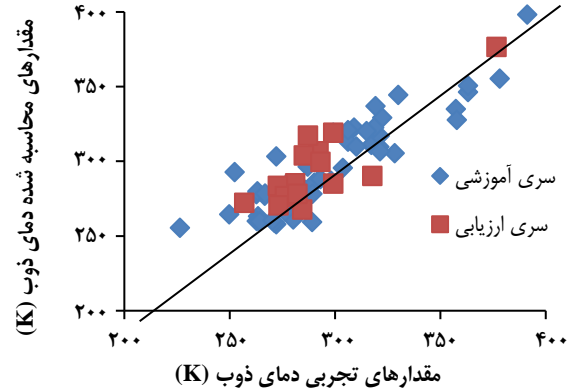 مقدارهای محاسبه شده دمای ذوب (K)
۴۰۰
۳۵۰
۳۰۰
۲۵۰
۲۰۰
سری آموزشی
سری ارزیابی
۲۰۰ ۲۵۰ ۳۰۰ ۳۵۰ ۴۰۰
مقدارهای تجربی دمای ذوب (K)